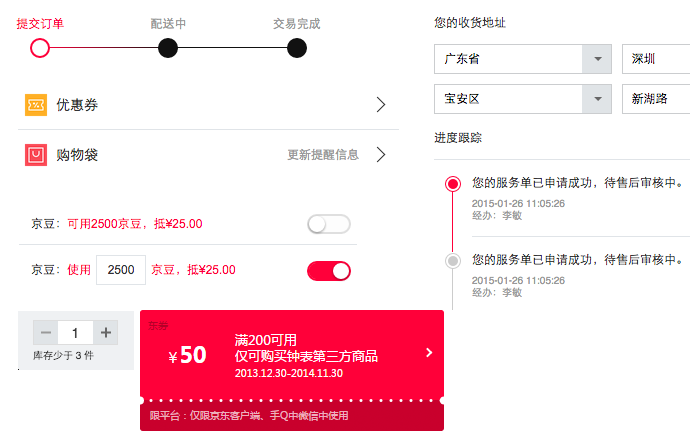 提交订单
配送中
交易完成
优惠券
购物袋
更新提醒信息
京豆：可用2500京豆，抵¥25.00
京豆：使用 2500 京豆，抵¥25.00
1
库存少于 3 件
东券
¥50
满200可用
仅可购买钟表第三方商品
2013.12.30-2014.11.30
限平台：仅限京东客户端、手Q中微信中使用
您的收货地址
广东省
深圳
宝安区
新湖路
进度跟踪
您的服务单已申请成功，待售后审核中。
2015-01-26 11:05:26
经办：李敏
您的服务单已申请成功，待售后审核中。
2015-01-26 11:05:26
经办：李敏